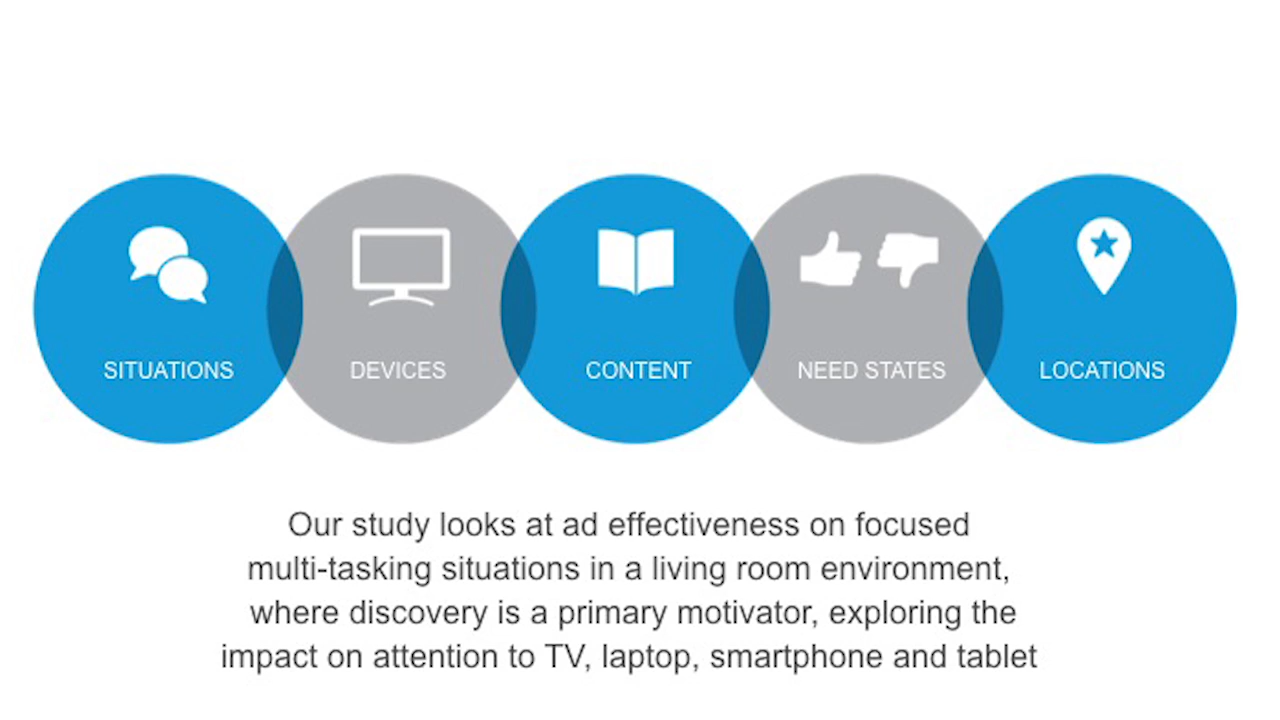 SITUATIONS
DEVICES
CONTENT
NEED STATES
LOCATIONS
Our study looks at ad effectiveness on focused
multi-tasking situations in a living room environment,
where discovery is a primary motivator, exploring the
impact on attention to TV, laptop, smartphone and tablet